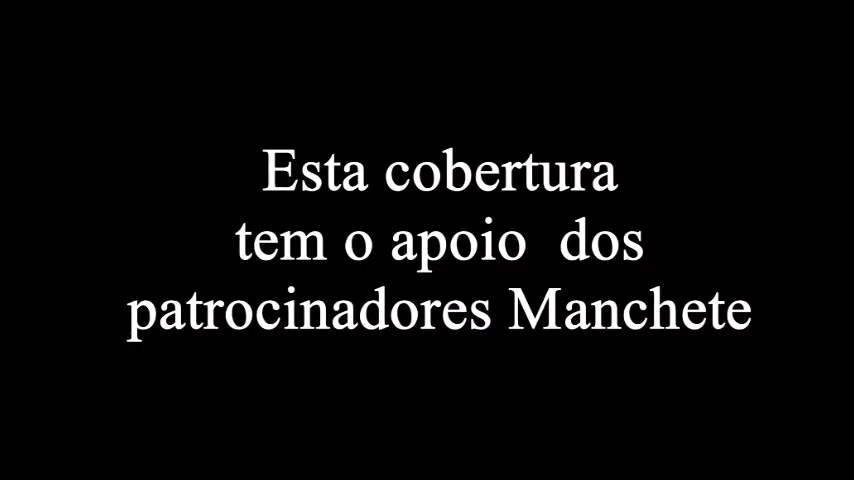 Esta cobertura
tem o apoio  dos
patrocinadores Manchete